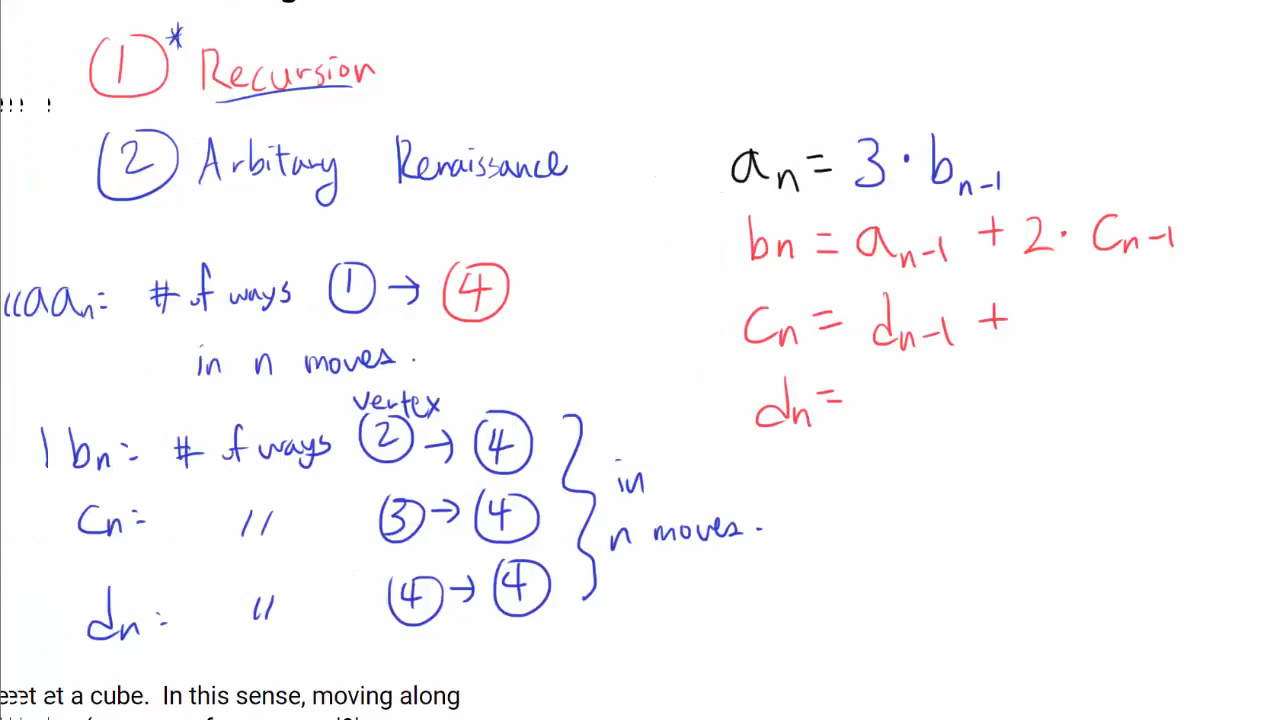 1* Recursion
!!! !
2 Arbitary Renaissance
aₙ = 3 · bₙ₋₁
bₙ = aₙ₋₁ + 2 · cₙ₋₁
cₙ = dₙ₋₁ +
dₙ =
aaₙ = # of ways 1 → 4
in n moves.
vertex
| bₙ = # of ways 2 → 4
cₙ = " 3 → 4
dₙ = " 4 → 4
in
n moves.
at a cube. In this sense, moving along